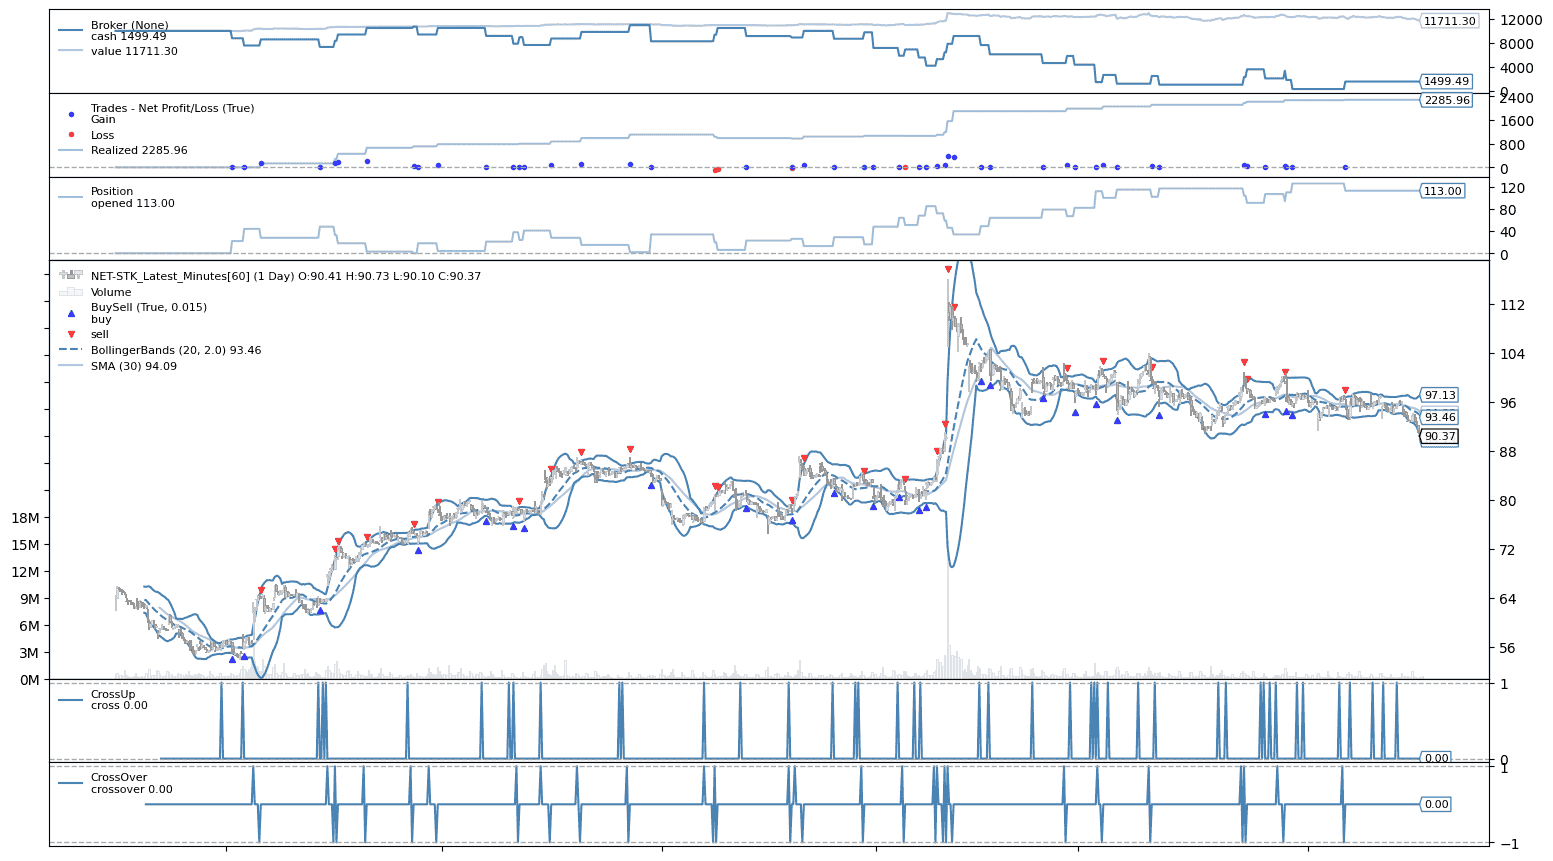 Broker (None)
cash 1499.49
value 11711.30
11711.30
1499.49
12000
8000
4000
0
Trades - Net Profit/Loss (True)
Gain
Loss
Realized 2285.96
2285.96
2400
1600
800
0
Position
opened 113.00
113.00
120
80
40
0
NET-STK_Latest_Minutes[60] (1 Day) O:90.41 H:90.73 L:90.10 C:90.37
Volume
BuySell (True, 0.015)
buy
sell
BollingerBands (20, 2.0) 93.46
SMA (30) 94.09
18M
15M
12M
9M
6M
3M
0M
97.13
93.46
90.37
112
104
96
88
80
72
64
56
CrossUp
cross 0.00
0.00
1
0
CrossOver
crossover 0.00
0.00
1
−1